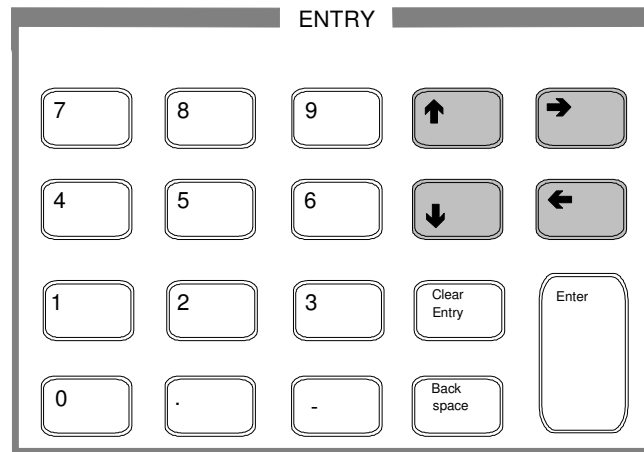 ENTRY
7 8 9 ↑ →
4 5 6 ↓ ←
1 2 3 Clear Entry Enter
0 . - Back space